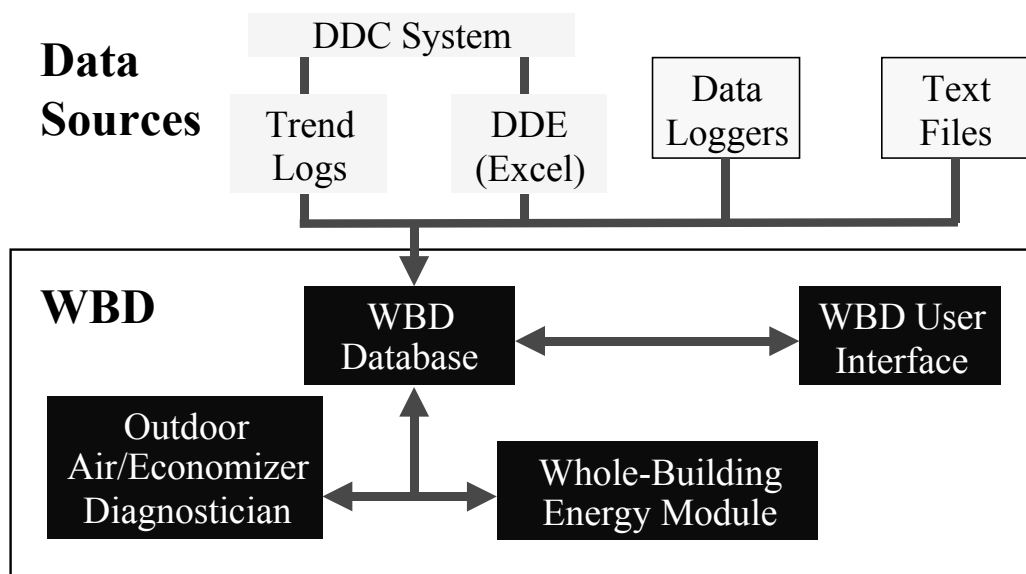 Data
Sources
DDC System
Trend
Logs
DDE
(Excel)
Data
Loggers
Text
Files
WBD
WBD
Database
WBD User
Interface
Outdoor
Air/Economizer
Diagnostician
Whole-Building
Energy Module